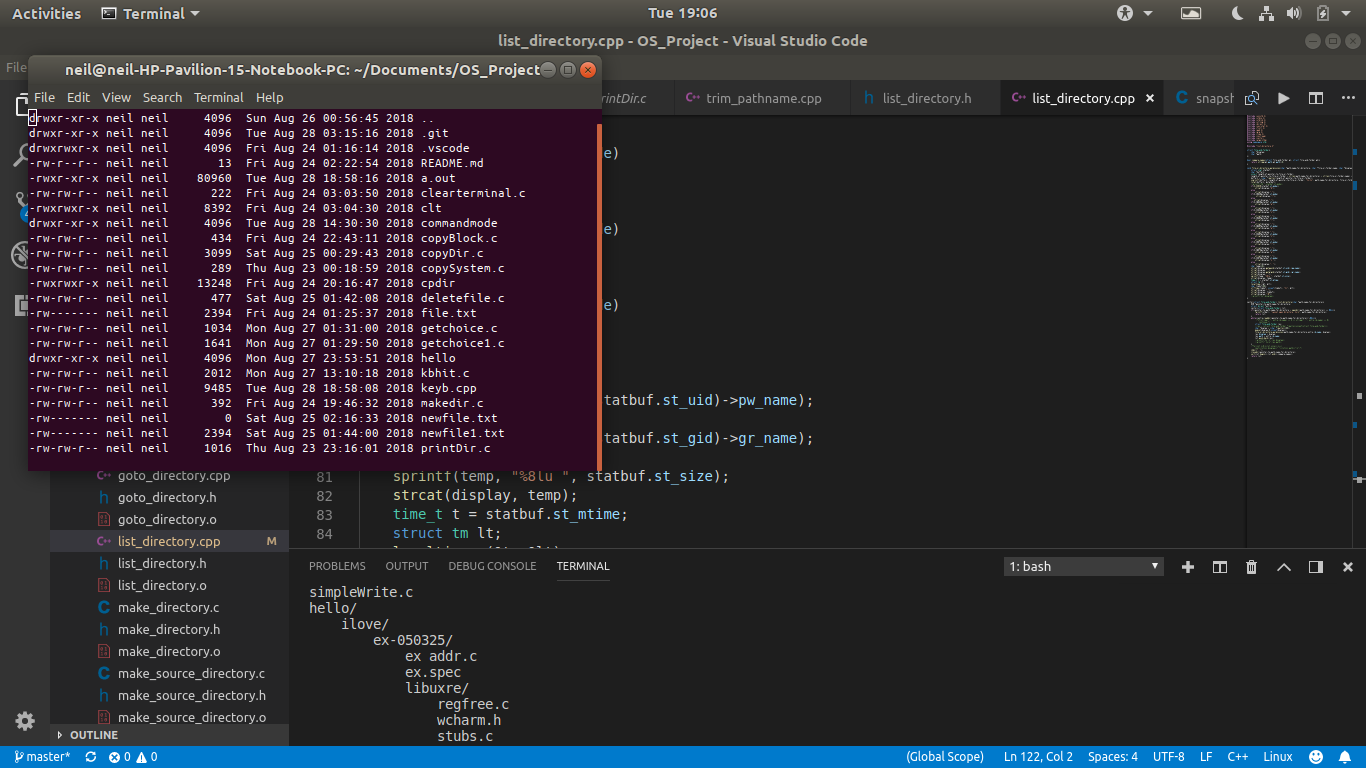 Activities Terminal Tue 19:06
list_directory.cpp - OS_Project - Visual Studio Code
File
neil@neil-HP-Pavilion-15-Notebook-PC: ~/Documents/OS_Project
File Edit View Search Terminal Help
drwxr-xr-x neil neil 4096 Sun Aug 26 00:56:45 2018 ..
drwxr-xr-x neil neil 4096 Tue Aug 28 03:15:16 2018 .git
drwxrwxr-x neil neil 4096 Fri Aug 24 01:16:14 2018 .vscode
-rw-r--r-- neil neil 13 Fri Aug 24 02:22:54 2018 README.md
-rwxr-xr-x neil neil 80960 Tue Aug 28 18:58:16 2018 a.out
-rw-rw-r-- neil neil 222 Fri Aug 24 03:03:50 2018 clearterminal.c
-rwxrwxr-x neil neil 8392 Fri Aug 24 03:04:30 2018 clt
drwxr-xr-x neil neil 4096 Tue Aug 28 14:30:30 2018 commandmode
-rw-rw-r-- neil neil 434 Fri Aug 24 22:43:11 2018 copyBlock.c
-rw-rw-r-- neil neil 3099 Sat Aug 25 00:29:43 2018 copyDir.c
-rw-rw-r-- neil neil 289 Thu Aug 23 00:18:59 2018 copySystem.c
-rwxrwxr-x neil neil 13248 Fri Aug 24 20:16:47 2018 cpdir
-rw-rw-r-- neil neil 477 Sat Aug 25 01:42:08 2018 deletefile.c
-rw------- neil neil 2394 Fri Aug 24 01:25:37 2018 file.txt
-rw-rw-r-- neil neil 1034 Mon Aug 27 01:31:00 2018 getchoice.c
-rw-rw-r-- neil neil 1641 Mon Aug 27 01:29:50 2018 getchoice1.c
drwxr-xr-x neil neil 4096 Mon Aug 27 23:53:51 2018 hello
-rw-rw-r-- neil neil 2012 Mon Aug 27 13:10:18 2018 kbhit.c
-rw-rw-r-- neil neil 9485 Tue Aug 28 18:58:08 2018 keyb.cpp
-rw-rw-r-- neil neil 392 Fri Aug 24 19:46:32 2018 makedir.c
-rw------- neil neil 0 Sat Aug 25 02:16:33 2018 newfile.txt
-rw------- neil neil 2394 Sat Aug 25 01:44:00 2018 newfile1.txt
-rw-rw-r-- neil neil 1016 Thu Aug 23 23:16:01 2018 printDir.c
rintDir.c trim_pathname.cpp list_directory.h list_directory.cpp snapsh
e)
e)
e)
tatbuf.st_uid)->pw_name);
tatbuf.st_gid)->gr_name);
81 sprintf(temp, "%8lu ", statbuf.st_size);
82 strcat(display, temp);
83 time_t t = statbuf.st_mtime;
84 struct tm lt;
goto_directory.cpp
goto_directory.h
goto_directory.o
list_directory.cpp M
list_directory.h
list_directory.o
make_directory.c
make_directory.h
make_directory.o
make_source_directory.c
make_source_directory.h
make_source_directory.o
OUTLINE
PROBLEMS OUTPUT DEBUG CONSOLE TERMINAL 1: bash
simpleWrite.c
hello/
ilove/
ex-050325/
ex addr.c
ex.spec
libuxre/
regfree.c
wcharm.h
stubs.c
master* 0 0 (Global Scope) Ln 122, Col 2 Spaces: 4 UTF-8 LF C++ Linux